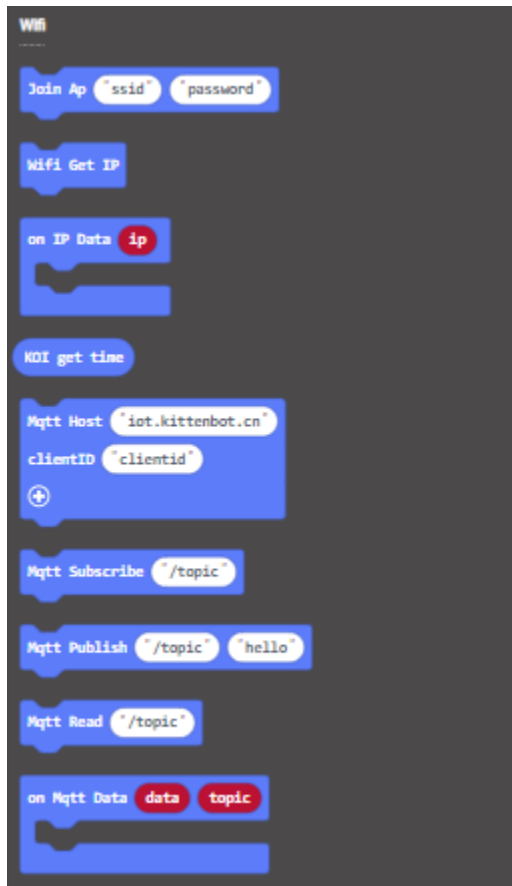 Wifi
Join Ap "ssid" "password"
Wifi Get IP
on IP Data ip
KOI get time
Mqtt Host "iot.kittenbot.cn"
clientID "clientid"
Mqtt Subscribe "/topic"
Mqtt Publish "/topic" "hello"
Mqtt Read "/topic"
on Mqtt Data data topic